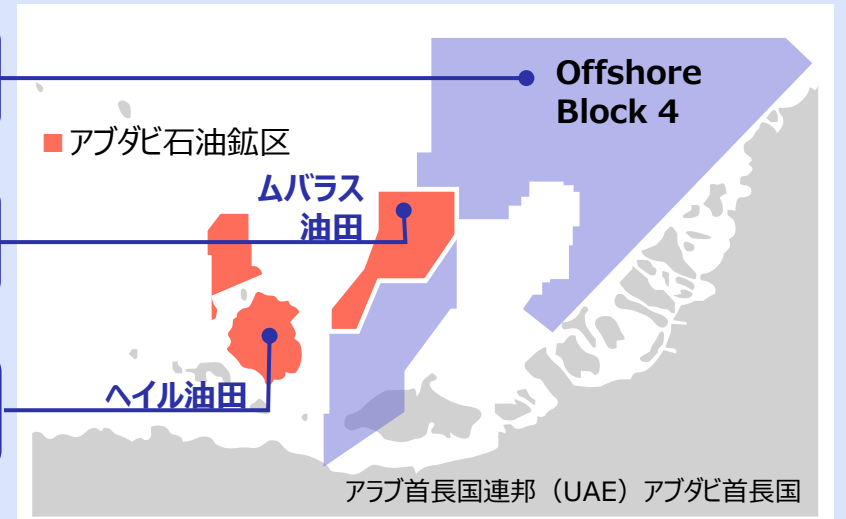 Offshore
Block 4
■アブダビ石油鉱区
ムバラス
油田
ヘイル油田
アラブ首長国連邦（UAE）アブダビ首長国